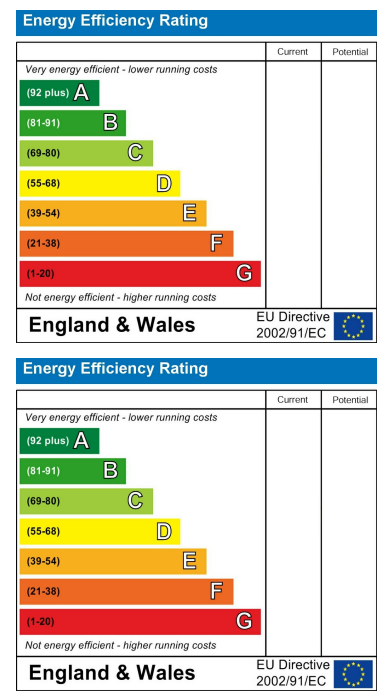 Energy Efficiency Rating
Current Potential
Very energy efficient - lower running costs
(92 plus) A
(81-91) B
(69-80) C
(55-68) D
(39-54) E
(21-38) F
(1-20) G
Not energy efficient - higher running costs
England & Wales
EU Directive
2002/91/EC
Energy Efficiency Rating
Current Potential
Very energy efficient - lower running costs
(92 plus) A
(81-91) B
(69-80) C
(55-68) D
(39-54) E
(21-38) F
(1-20) G
Not energy efficient - higher running costs
England & Wales
EU Directive
2002/91/EC